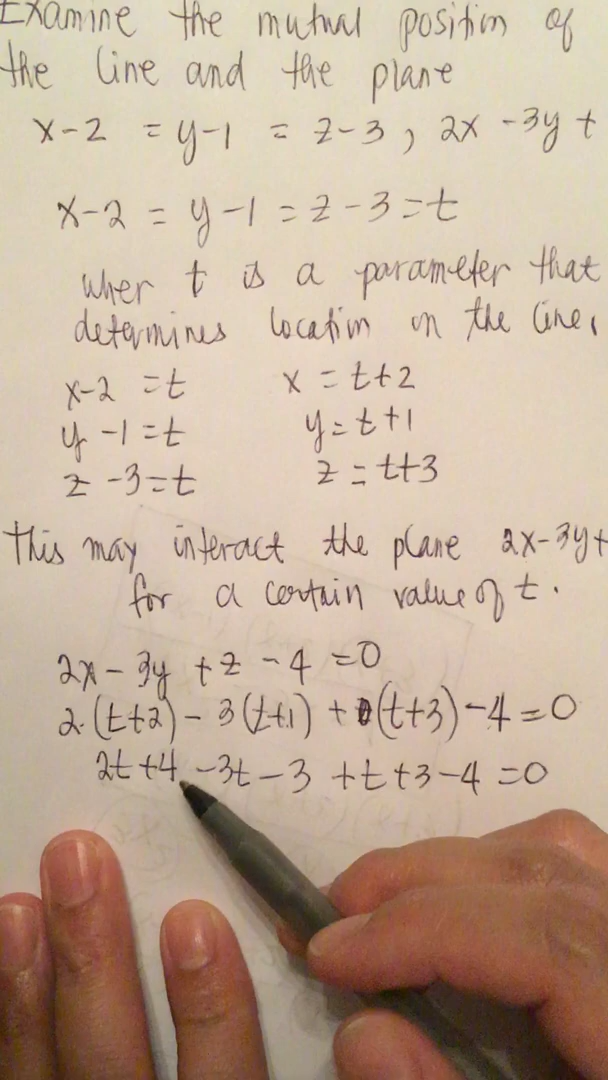 Examine the mutual position of
the line and the plane
x-2 = y-1 = z-3, 2x -3y +
x-2 = y-1 = z-3 = t
wher t is a parameter that
determines location on the line.
x-2 = t x = t+2
y -1 = t y = t+1
z -3 = t z = t+3
This may interact the plane 2x-3y+
for a certain value of t.
2x - 3y + z - 4 = 0
2.(t+2) - 3(t+1) + (t+3) - 4 = 0
2t +4 -3t - 3 + t + 3 - 4 = 0